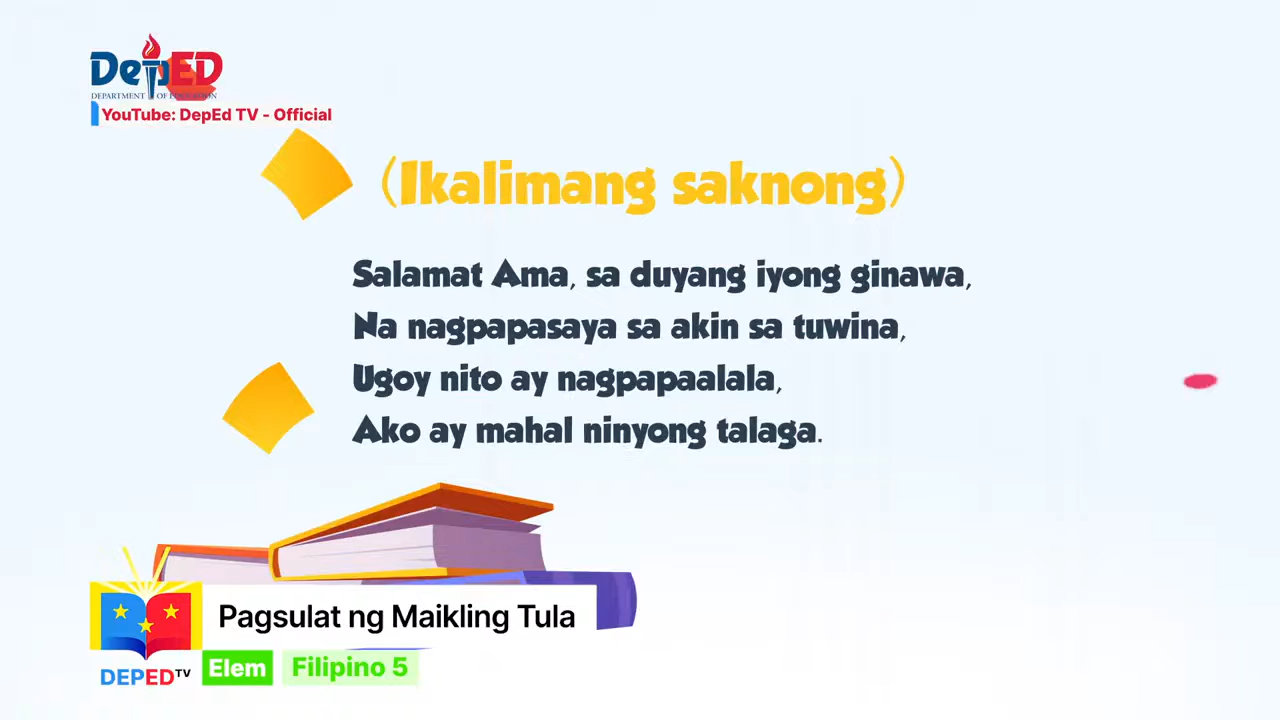 DepED
DEPARTMENT OF EDUCATION
YouTube: DepEd TV - Official
(Ikalimang saknong)
Salamat Ama, sa duyang iyong ginawa,
Na nagpapasaya sa akin sa tuwina,
Ugoy nito ay nagpapaalala,
Ako ay mahal ninyong talaga.
Pagsulat ng Maikling Tula
DEPED TV
Elem
Filipino 5